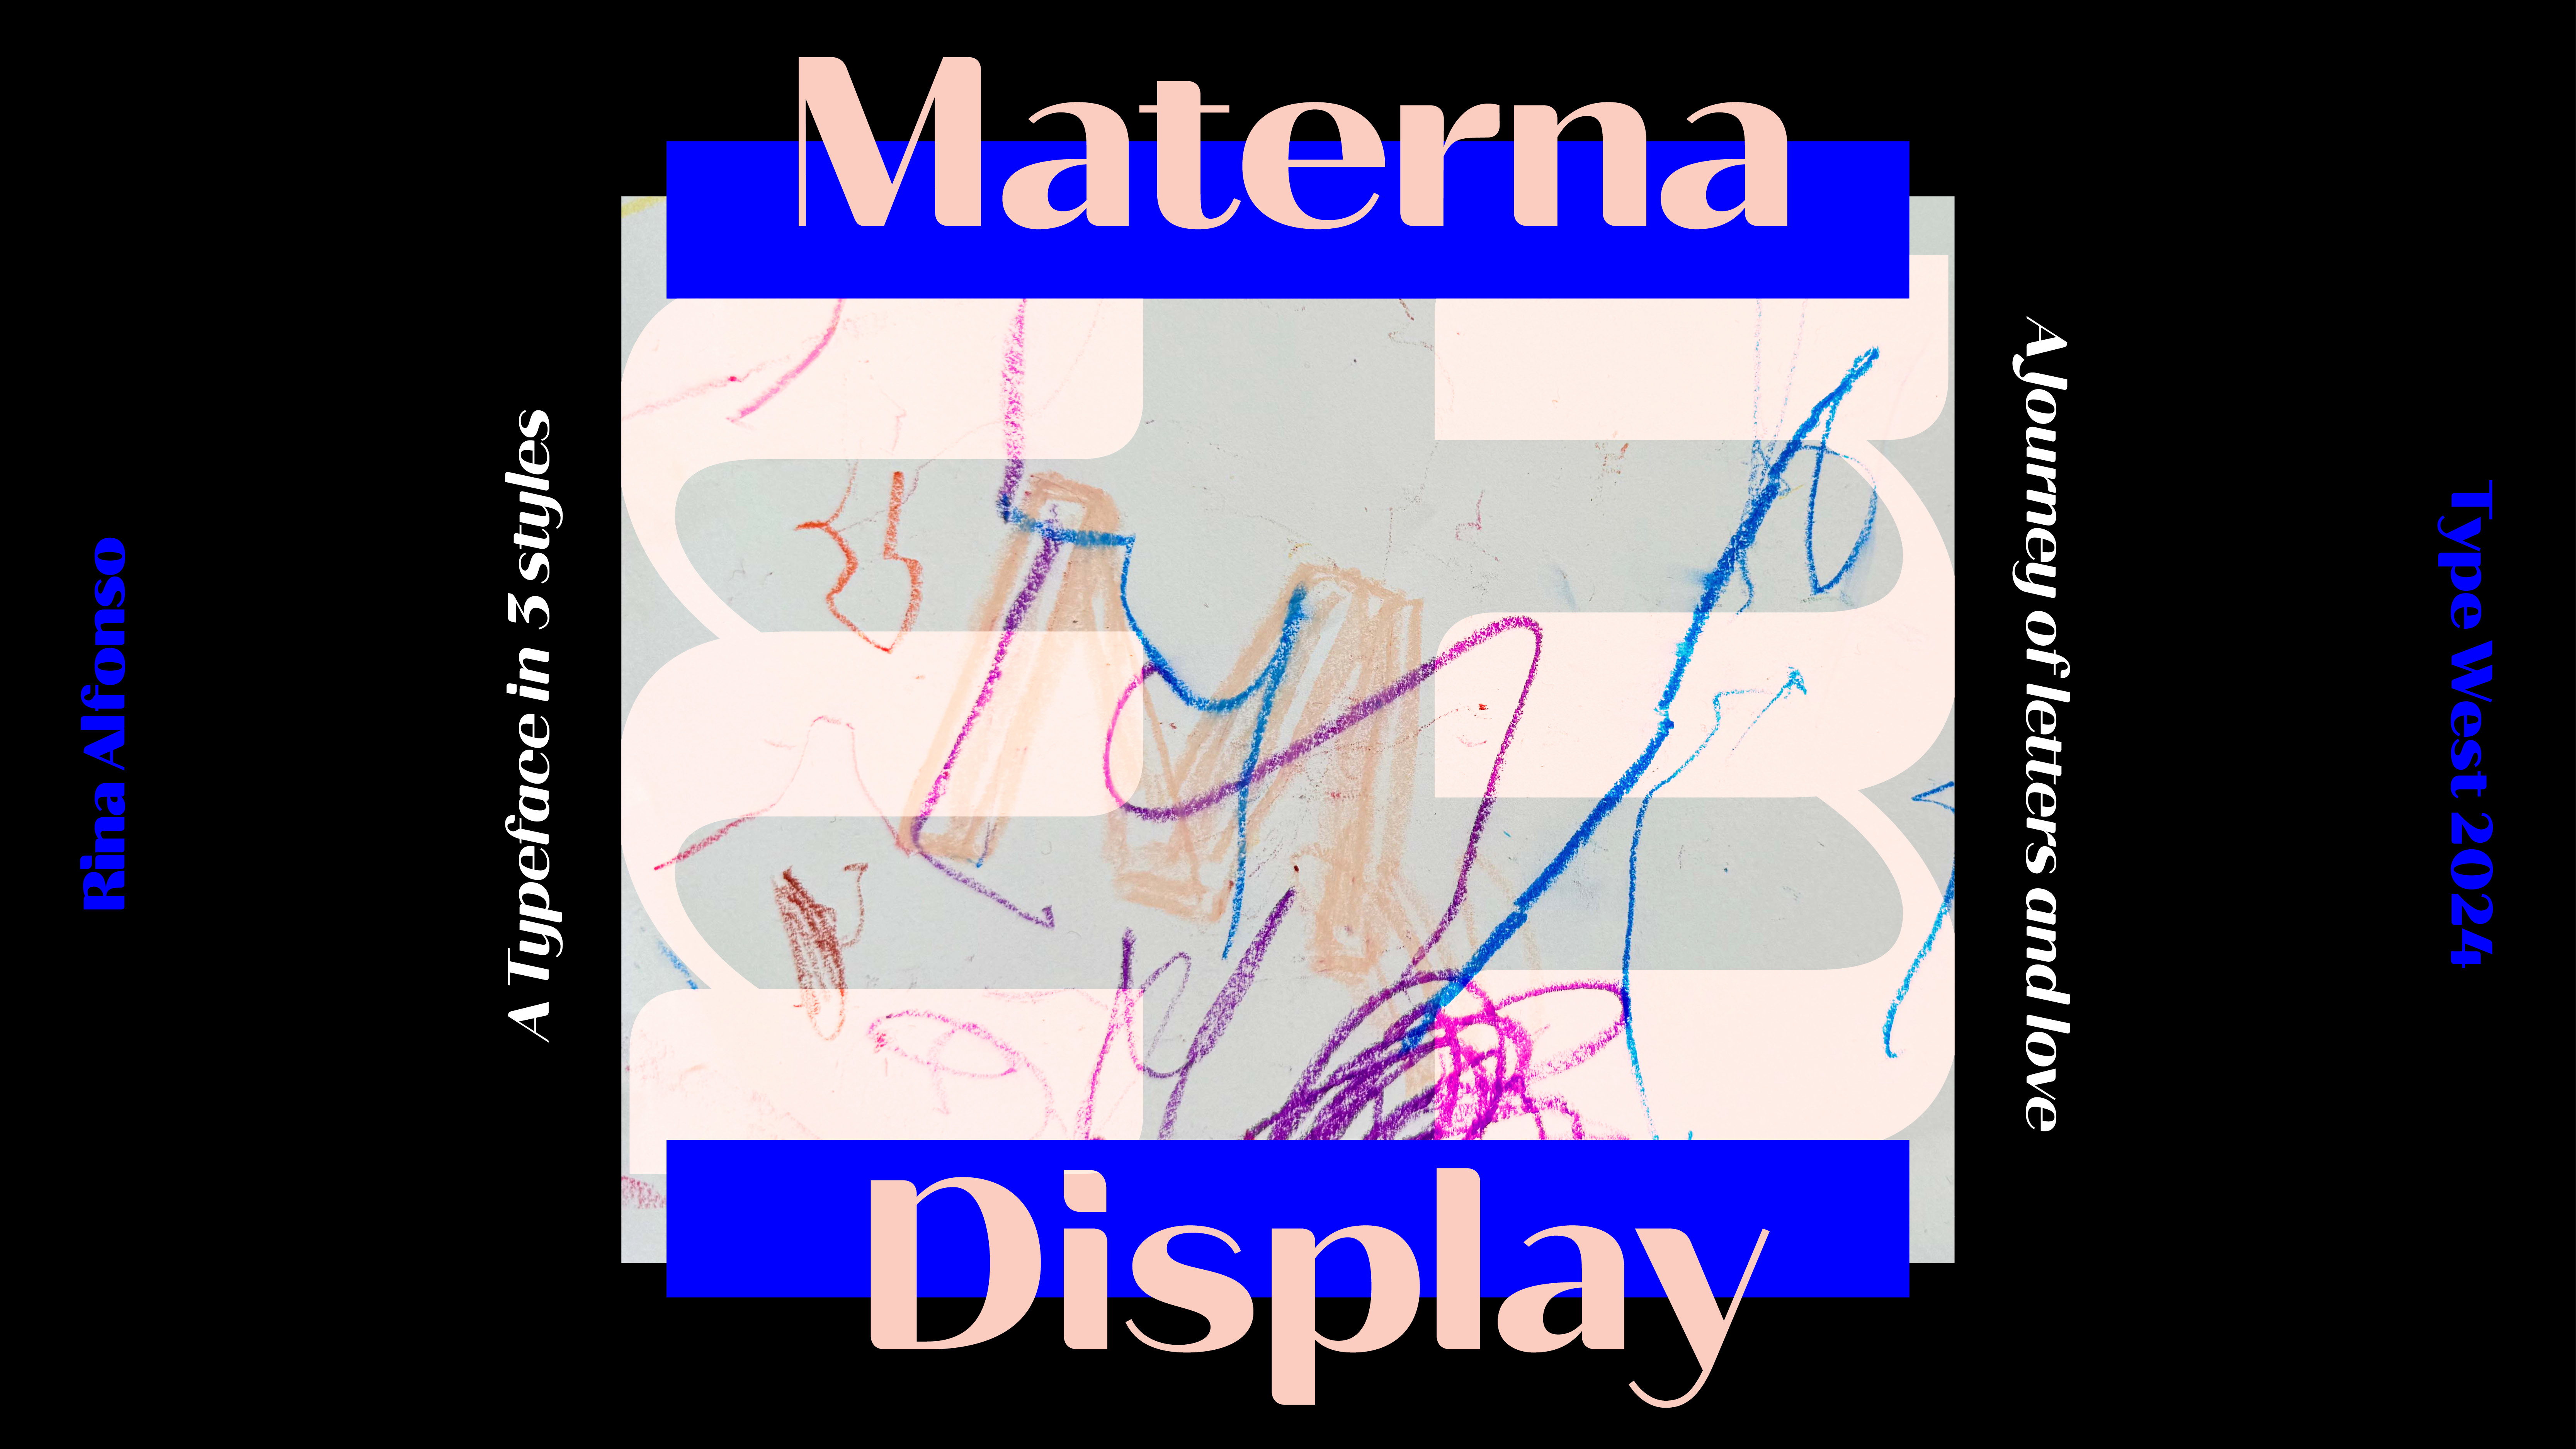 Materna
Display
Rina Alfonso
A Typeface in 3 styles
A Journey of letters and love
Type West 2024